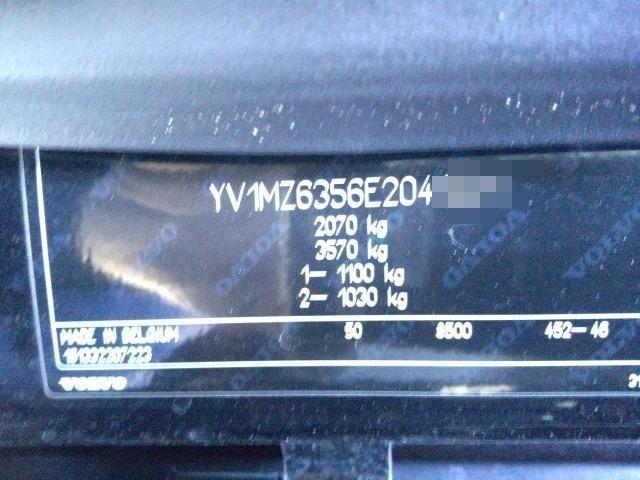 YV1MZ6356E204
2070 kg
3570 kg
1– 1100 kg
2– 1030 kg
MADE IN BELGIUM 50 8500 452–46
VOLVO